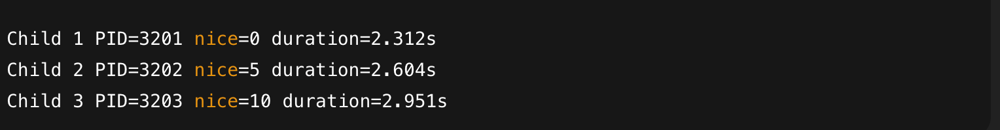 Child 1 PID=3201 nice=0 duration=2.312s
Child 2 PID=3202 nice=5 duration=2.604s
Child 3 PID=3203 nice=10 duration=2.951s